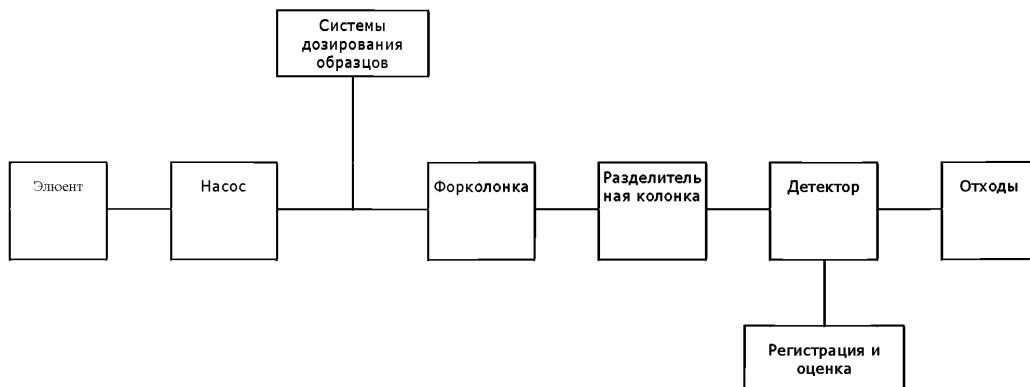 Системы
дозирования
образцов
Элюент
Насос
Форколонка
Разделитель
ная колонка
Детектор
Отходы
Регистрация и
оценка